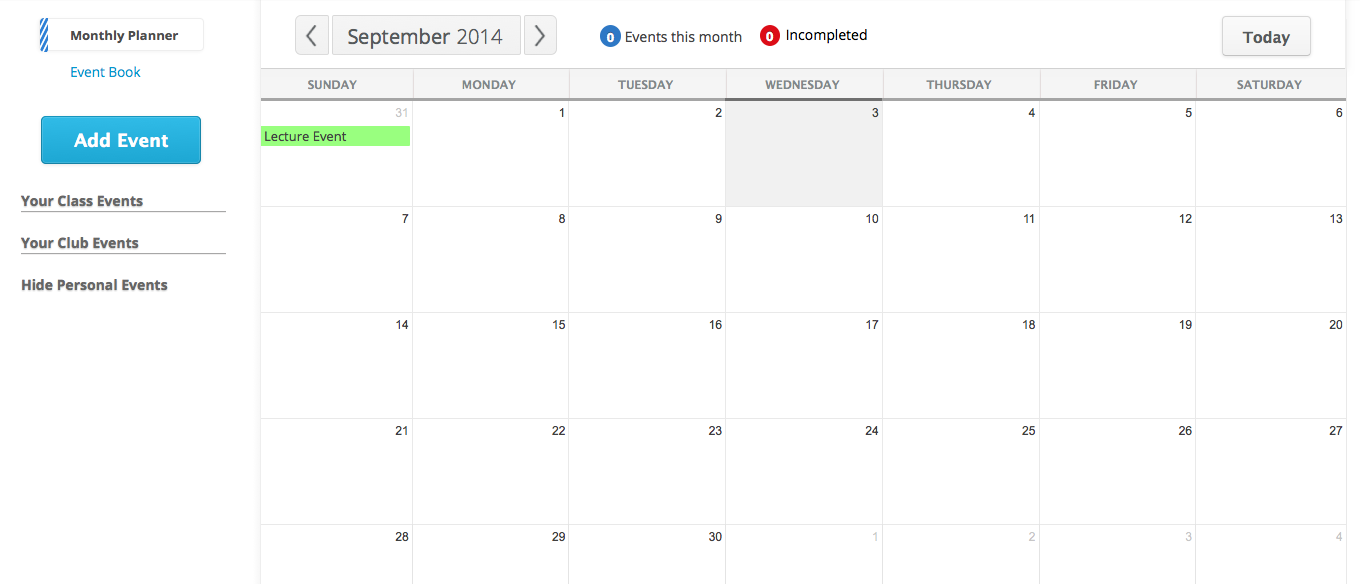 Monthly Planner
Event Book
Add Event
Your Class Events
Your Club Events
Hide Personal Events
September 2014
0 Events this month 0 Incompleted
Today
SUNDAY MONDAY TUESDAY WEDNESDAY THURSDAY FRIDAY SATURDAY
31 1 2 3 4 5 6
Lecture Event
7 8 9 10 11 12 13
14 15 16 17 18 19 20
21 22 23 24 25 26 27
28 29 30 1 2 3 4